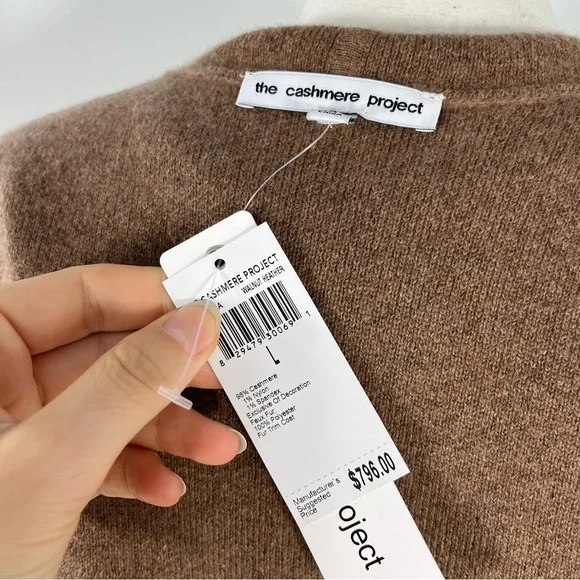 the cashmere project
CASHMERE PROJECT
A WALNUT HEATHER
8 29479 30069 1
L
98% Cashmere
1% Nylon
1% Spandex
Exclusive Of Decoration
Faux Fur:
100% Polyester
Fur Trim Coat
Manufacturer's
Suggested
Price
$796.00
oject